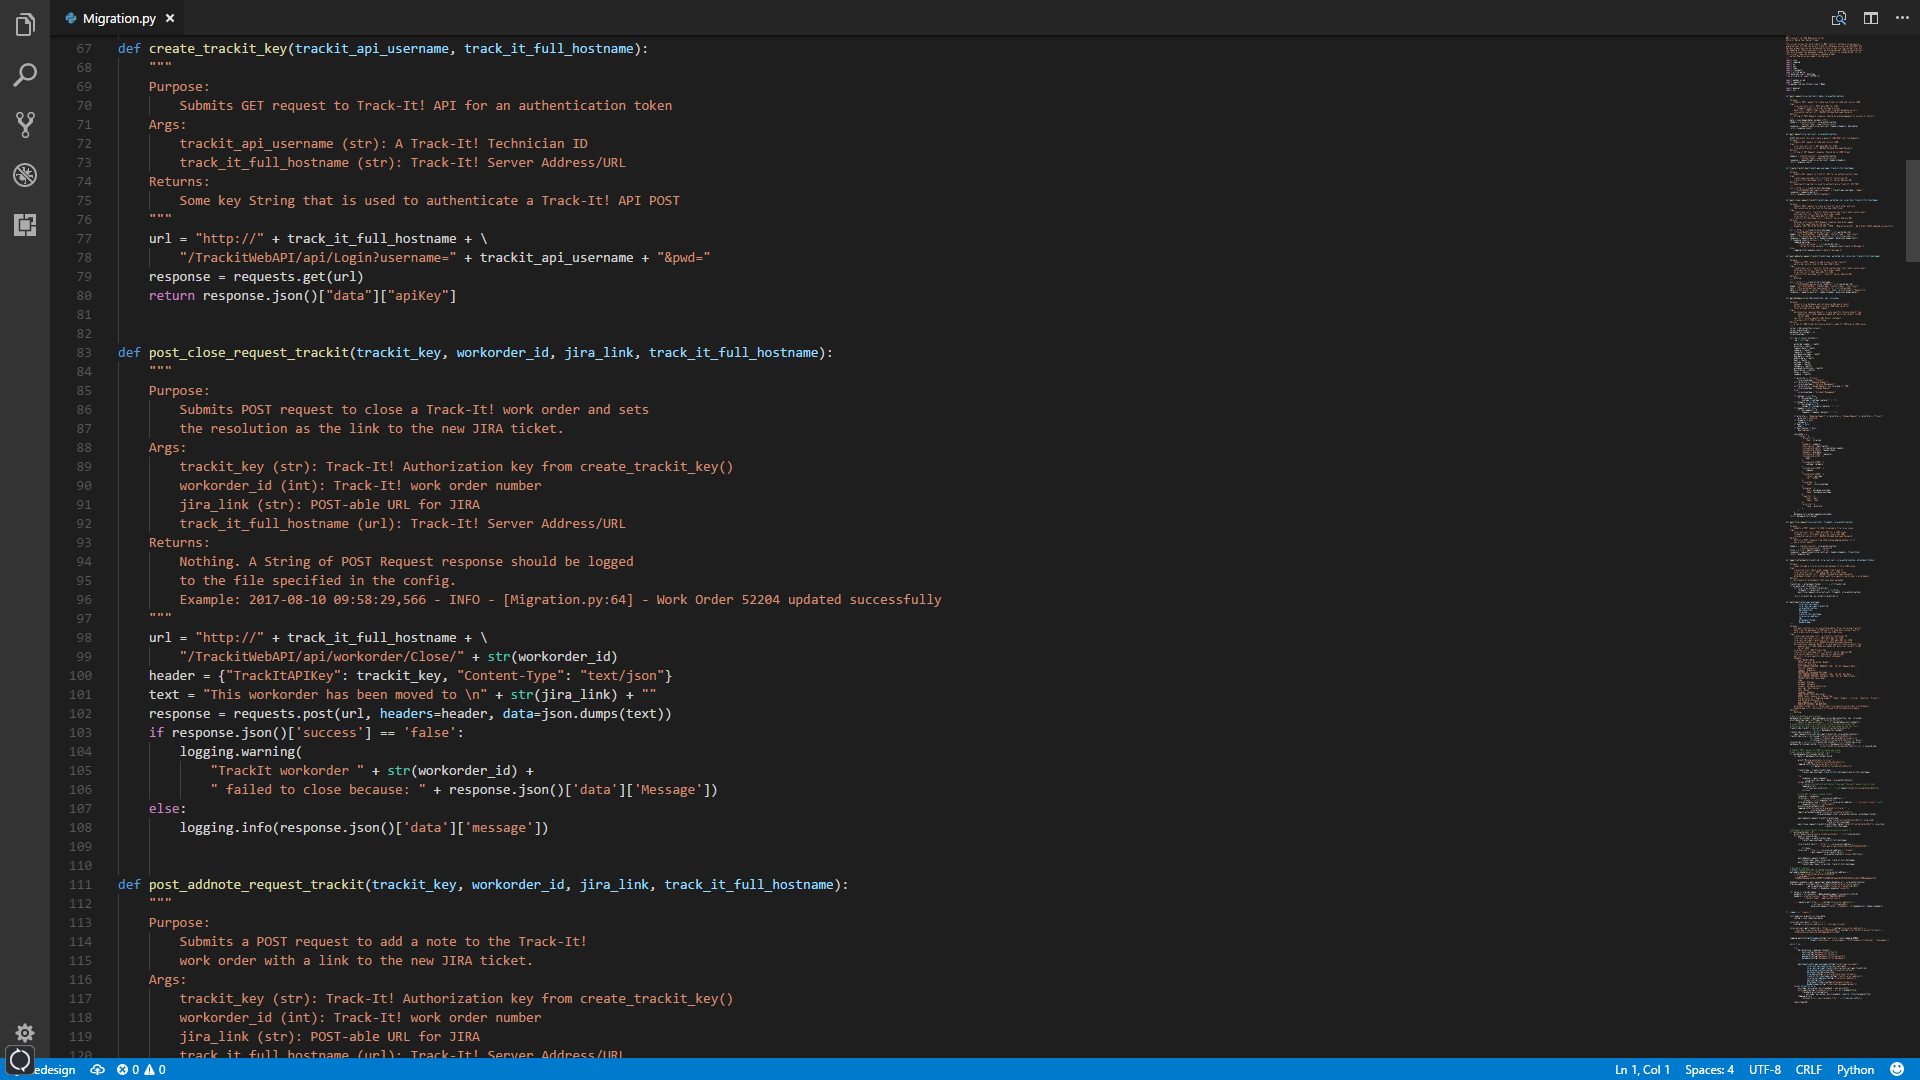 Migration.py
67 def create_trackit_key(trackit_api_username, track_it_full_hostname):
68 """
69 Purpose:
70 Submits GET request to Track-It! API for an authentication token
71 Args:
72 trackit_api_username (str): A Track-It! Technician ID
73 track_it_full_hostname (str): Track-It! Server Address/URL
74 Returns:
75 Some key String that is used to authenticate a Track-It! API POST
76 """
77 url = "http://" + track_it_full_hostname + \
78 "/TrackitWebAPI/api/Login?username=" + trackit_api_username + "&pwd="
79 response = requests.get(url)
80 return response.json()["data"]["apiKey"]
81
82
83 def post_close_request_trackit(trackit_key, workorder_id, jira_link, track_it_full_hostname):
84 """
85 Purpose:
86 Submits POST request to close a Track-It! work order and sets
87 the resolution as the link to the new JIRA ticket.
88 Args:
89 trackit_key (str): Track-It! Authorization key from create_trackit_key()
90 workorder_id (int): Track-It! work order number
91 jira_link (str): POST-able URL for JIRA
92 track_it_full_hostname (url): Track-It! Server Address/URL
93 Returns:
94 Nothing. A String of POST Request response should be logged
95 to the file specified in the config.
96 Example: 2017-08-10 09:58:29,566 - INFO - [Migration.py:64] - Work Order 52204 updated successfully
97 """
98 url = "http://" + track_it_full_hostname + \
99 "/TrackitWebAPI/api/workorder/Close/" + str(workorder_id)
100 header = {"TrackItAPIKey": trackit_key, "Content-Type": "text/json"}
101 text = "This workorder has been moved to \n" + str(jira_link) + ""
102 response = requests.post(url, headers=header, data=json.dumps(text))
103 if response.json()['success'] == 'false':
104 logging.warning(
105 "TrackIt workorder " + str(workorder_id) +
106 " failed to close because: " + response.json()['data']['Message'])
107 else:
108 logging.info(response.json()['data']['message'])
109
110
111 def post_addnote_request_trackit(trackit_key, workorder_id, jira_link, track_it_full_hostname):
112 """
113 Purpose:
114 Submits a POST request to add a note to the Track-It!
115 work order with a link to the new JIRA ticket.
116 Args:
117 trackit_key (str): Track-It! Authorization key from create_trackit_key()
118 workorder_id (int): Track-It! work order number
119 jira_link (str): POST-able URL for JIRA
120 track_it_full_hostname (url): Track-It! Server Address/URL
edesign 0 0 Ln 1, Col 1 Spaces: 4 UTF-8 CRLF Python